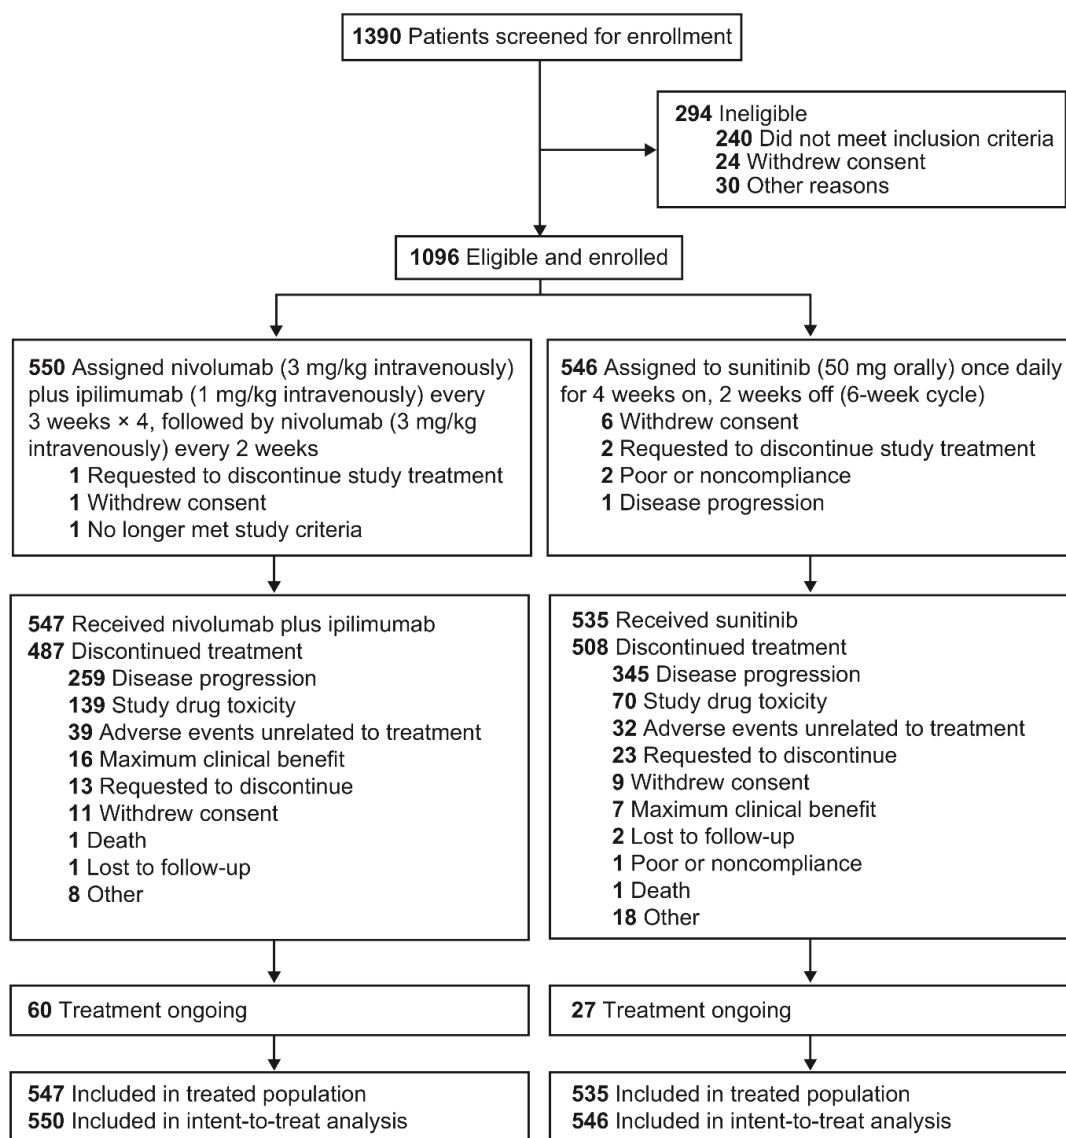 1390 Patients screened for enrollment
294 Ineligible
240 Did not meet inclusion criteria
24 Withdrew consent
30 Other reasons
1096 Eligible and enrolled
550 Assigned nivolumab (3 mg/kg intravenously)
plus ipilimumab (1 mg/kg intravenously) every
3 weeks × 4, followed by nivolumab (3 mg/kg
intravenously) every 2 weeks
1 Requested to discontinue study treatment
1 Withdrew consent
1 No longer met study criteria
546 Assigned to sunitinib (50 mg orally) once daily
for 4 weeks on, 2 weeks off (6-week cycle)
6 Withdrew consent
2 Requested to discontinue study treatment
2 Poor or noncompliance
1 Disease progression
547 Received nivolumab plus ipilimumab
487 Discontinued treatment
259 Disease progression
139 Study drug toxicity
39 Adverse events unrelated to treatment
16 Maximum clinical benefit
13 Requested to discontinue
11 Withdrew consent
1 Death
1 Lost to follow-up
8 Other
535 Received sunitinib
508 Discontinued treatment
345 Disease progression
70 Study drug toxicity
32 Adverse events unrelated to treatment
23 Requested to discontinue
9 Withdrew consent
7 Maximum clinical benefit
2 Lost to follow-up
1 Poor or noncompliance
1 Death
18 Other
60 Treatment ongoing
27 Treatment ongoing
547 Included in treated population
550 Included in intent-to-treat analysis
535 Included in treated population
546 Included in intent-to-treat analysis